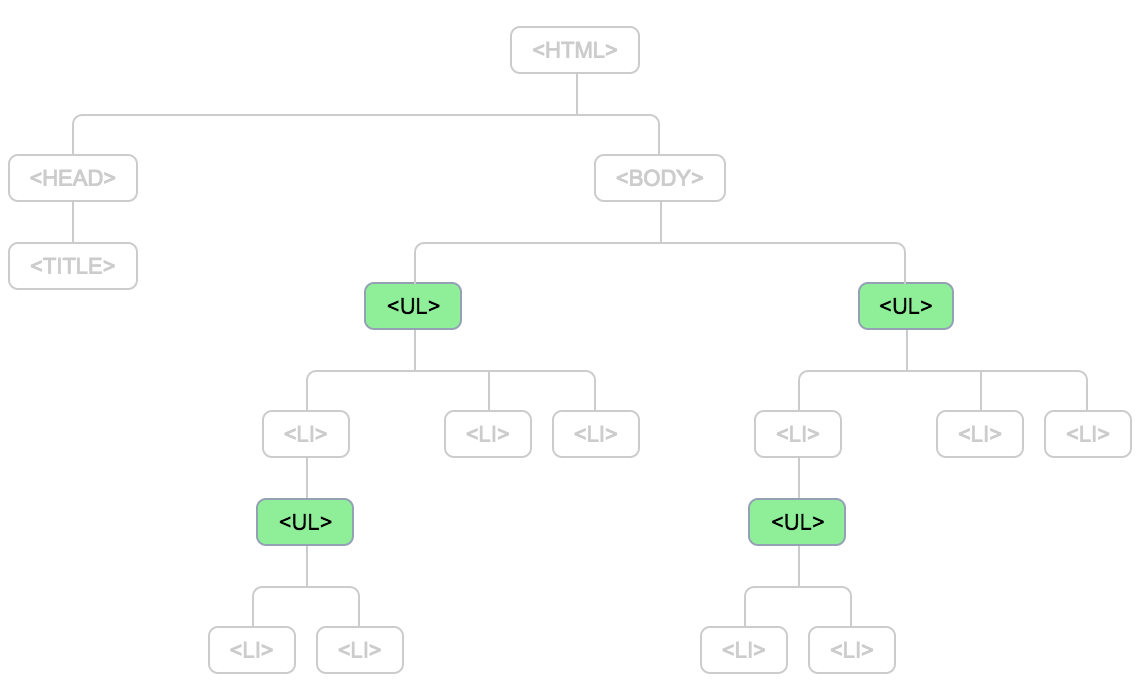 <HTML>
<HEAD> <BODY>
<TITLE>
<UL> <UL>
<LI> <LI> <LI> <LI> <LI> <LI>
<UL> <UL>
<LI> <LI> <LI> <LI>